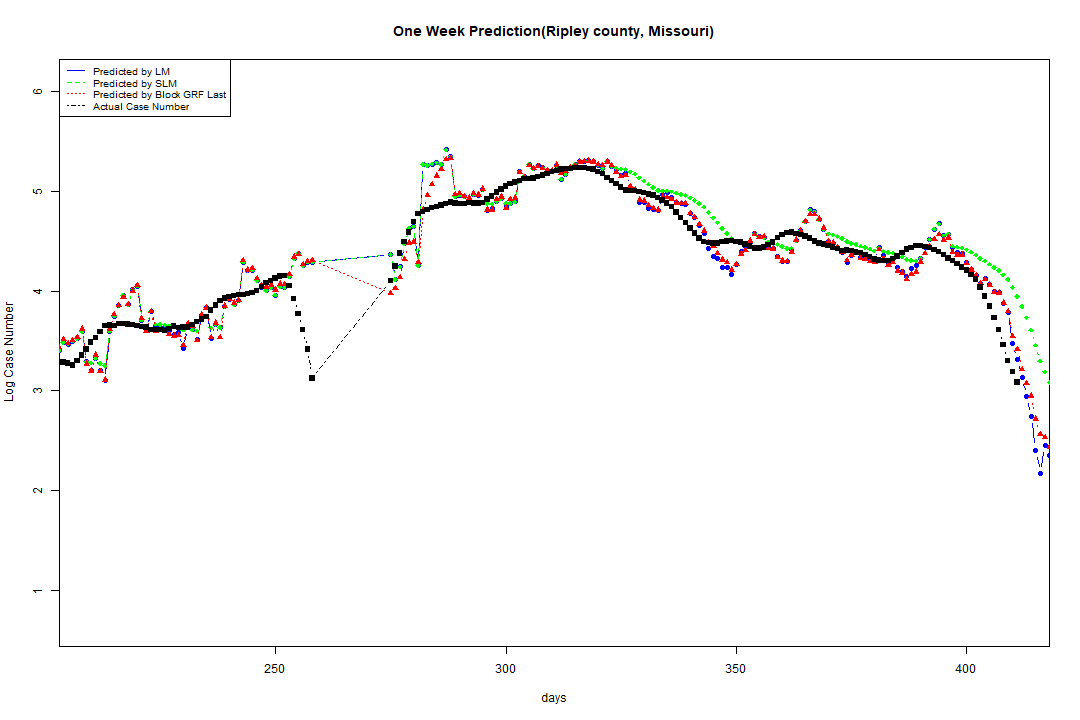 One Week Prediction(Ripley county, Missouri)
Predicted by LM
Predicted by SLM
Predicted by Block GRF Last
Actual Case Number
6
5
4
3
2
1
Log Case Number
250
300
350
400
days